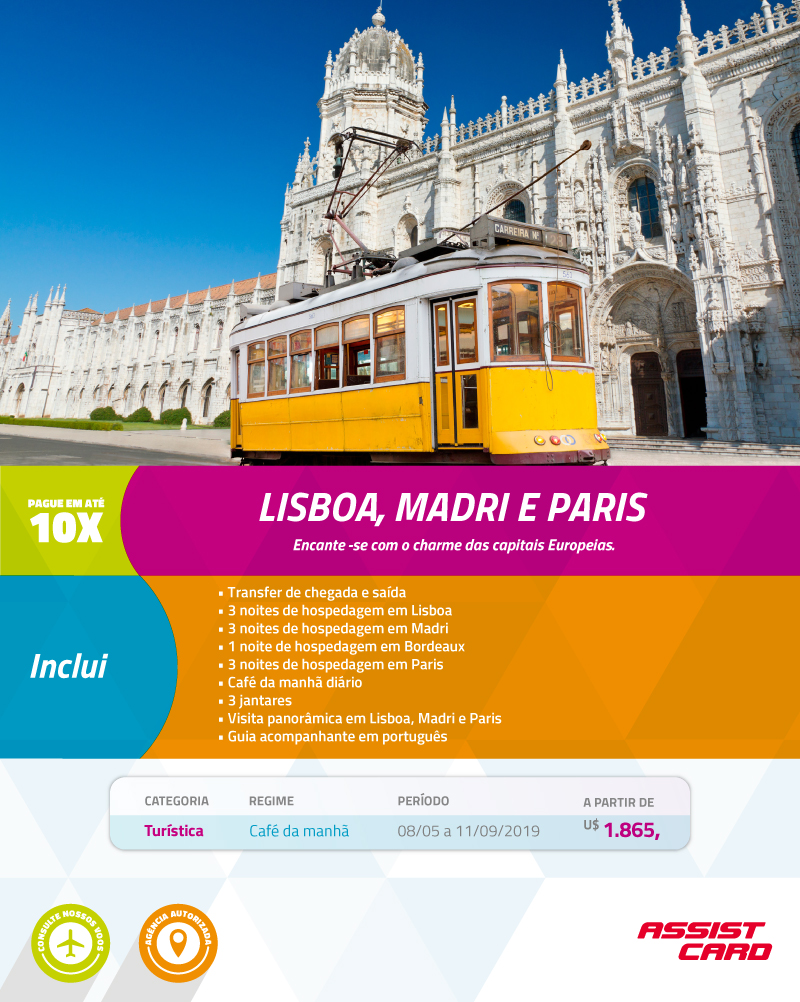 CARREIRA Nº
PAGUE EM ATÉ
10X
LISBOA, MADRI E PARIS
Encante -se com o charme das capitais Europeias.
Inclui
• Transfer de chegada e saída
• 3 noites de hospedagem em Lisboa
• 3 noites de hospedagem em Madri
• 1 noite de hospedagem em Bordeaux
• 3 noites de hospedagem em Paris
• Café da manhã diário
• 3 jantares
• Visita panorâmica em Lisboa, Madri e Paris
• Guia acompanhante em português
CATEGORIA REGIME PERÍODO A PARTIR DE
Turística Café da manhã 08/05 a 11/09/2019 U$ 1.865,
CONSULTE NOSSOS VOOS
AGÊNCIA AUTORIZADA
ASSIST
CARD